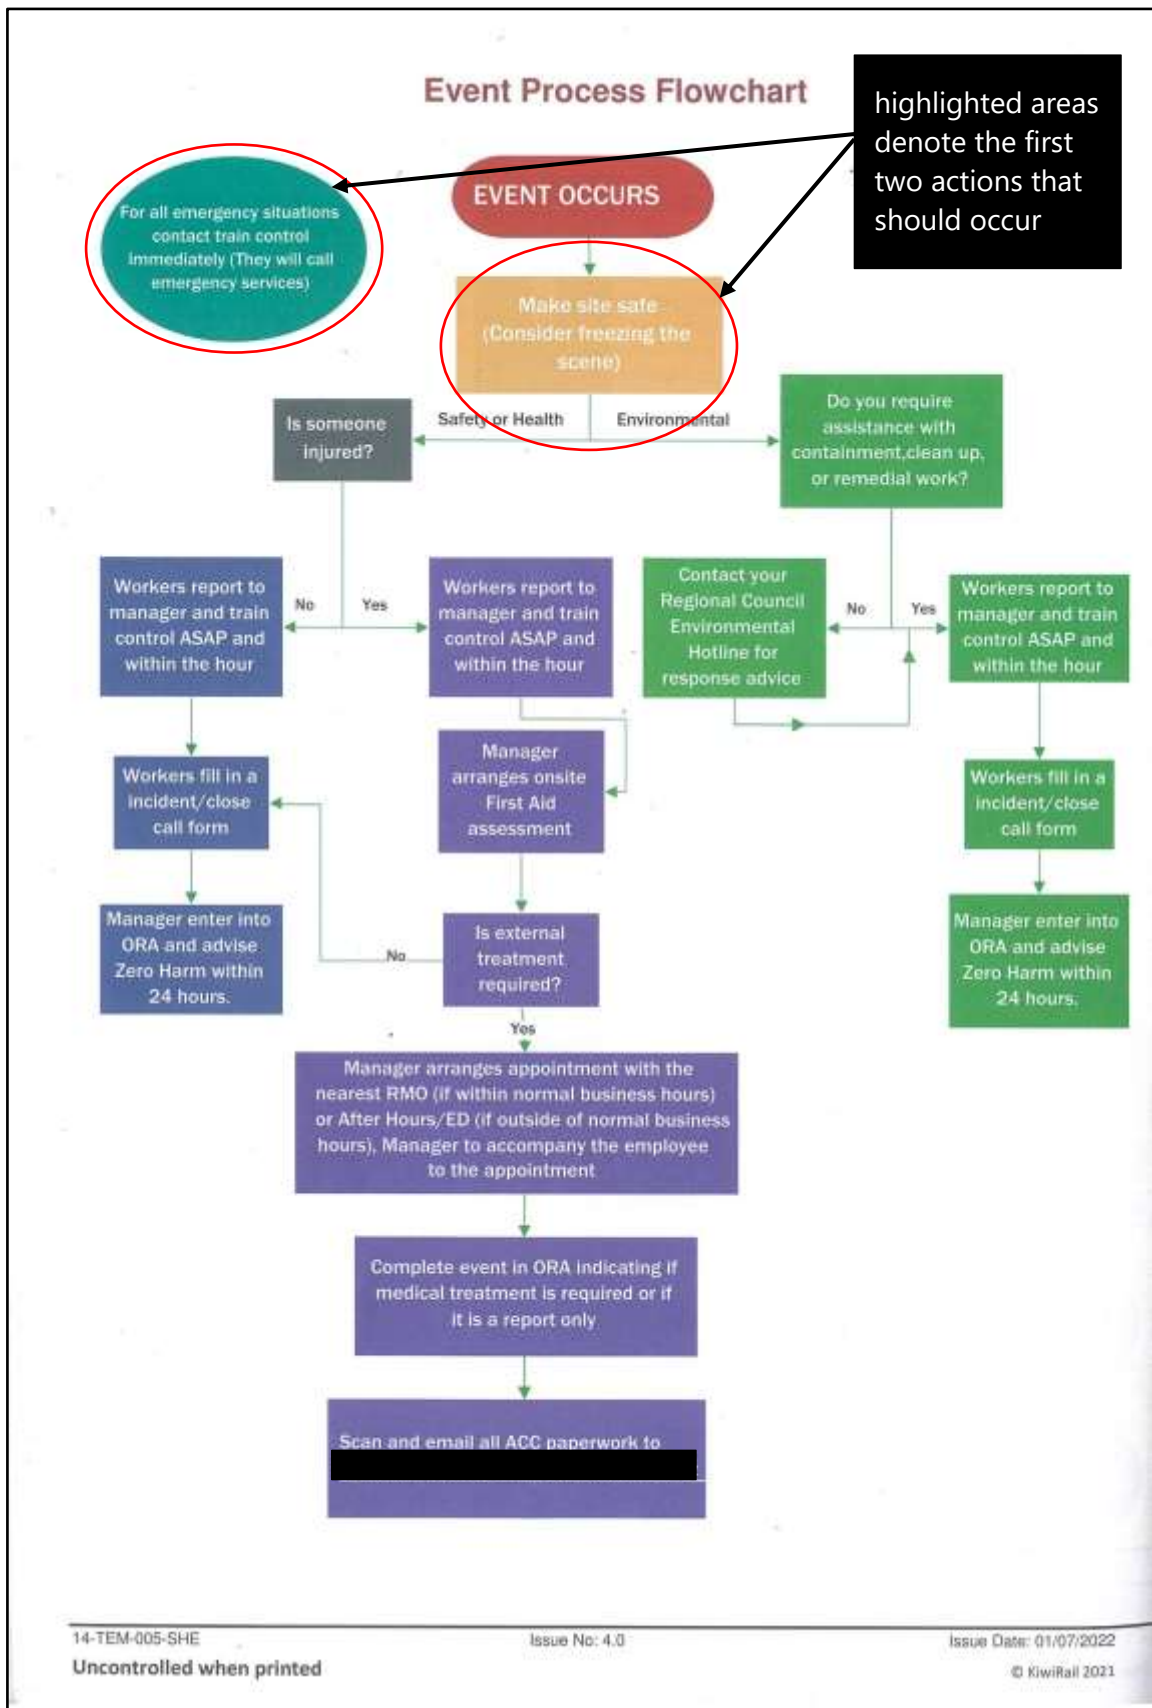 Event Process Flowchart
highlighted areas
denote the first
two actions that
should occur
For all emergency situations
contact train control
immediately (They will call
emergency services)
EVENT OCCURS
Make site safe
(Consider freezing the
scene)
Safety or Health
Environmental
Is someone
injured?
Do you require
assistance with
containment,clean up,
or remedial work?
Workers report to
manager and train
control ASAP and
within the hour
No
Yes
Workers report to
manager and train
control ASAP and
within the hour
Contact your
Regional Council
Environmental
Hotline for
response advice
No
Yes
Workers report to
manager and train
control ASAP and
within the hour
Workers fill in a
incident/close
call form
Manager
arranges onsite
First Aid
assessment
Workers fill in a
incident/close
call form
Manager enter into
ORA and advise
Zero Harm within
24 hours.
No
Is external
treatment
required?
Manager enter into
ORA and advise
Zero Harm within
24 hours.
Yes
Manager arranges appointment with the
nearest RMO (if within normal business hours)
or After Hours/ED (if outside of normal business
hours), Manager to accompany the employee
to the appointment
Complete event in ORA indicating if
medical treatment is required or if
it is a report only
Scan and email all ACC paperwork to
14-TEM-005-SHE
Issue No: 4.0
Issue Date: 01/07/2022
Uncontrolled when printed
© KiwiRail 2021